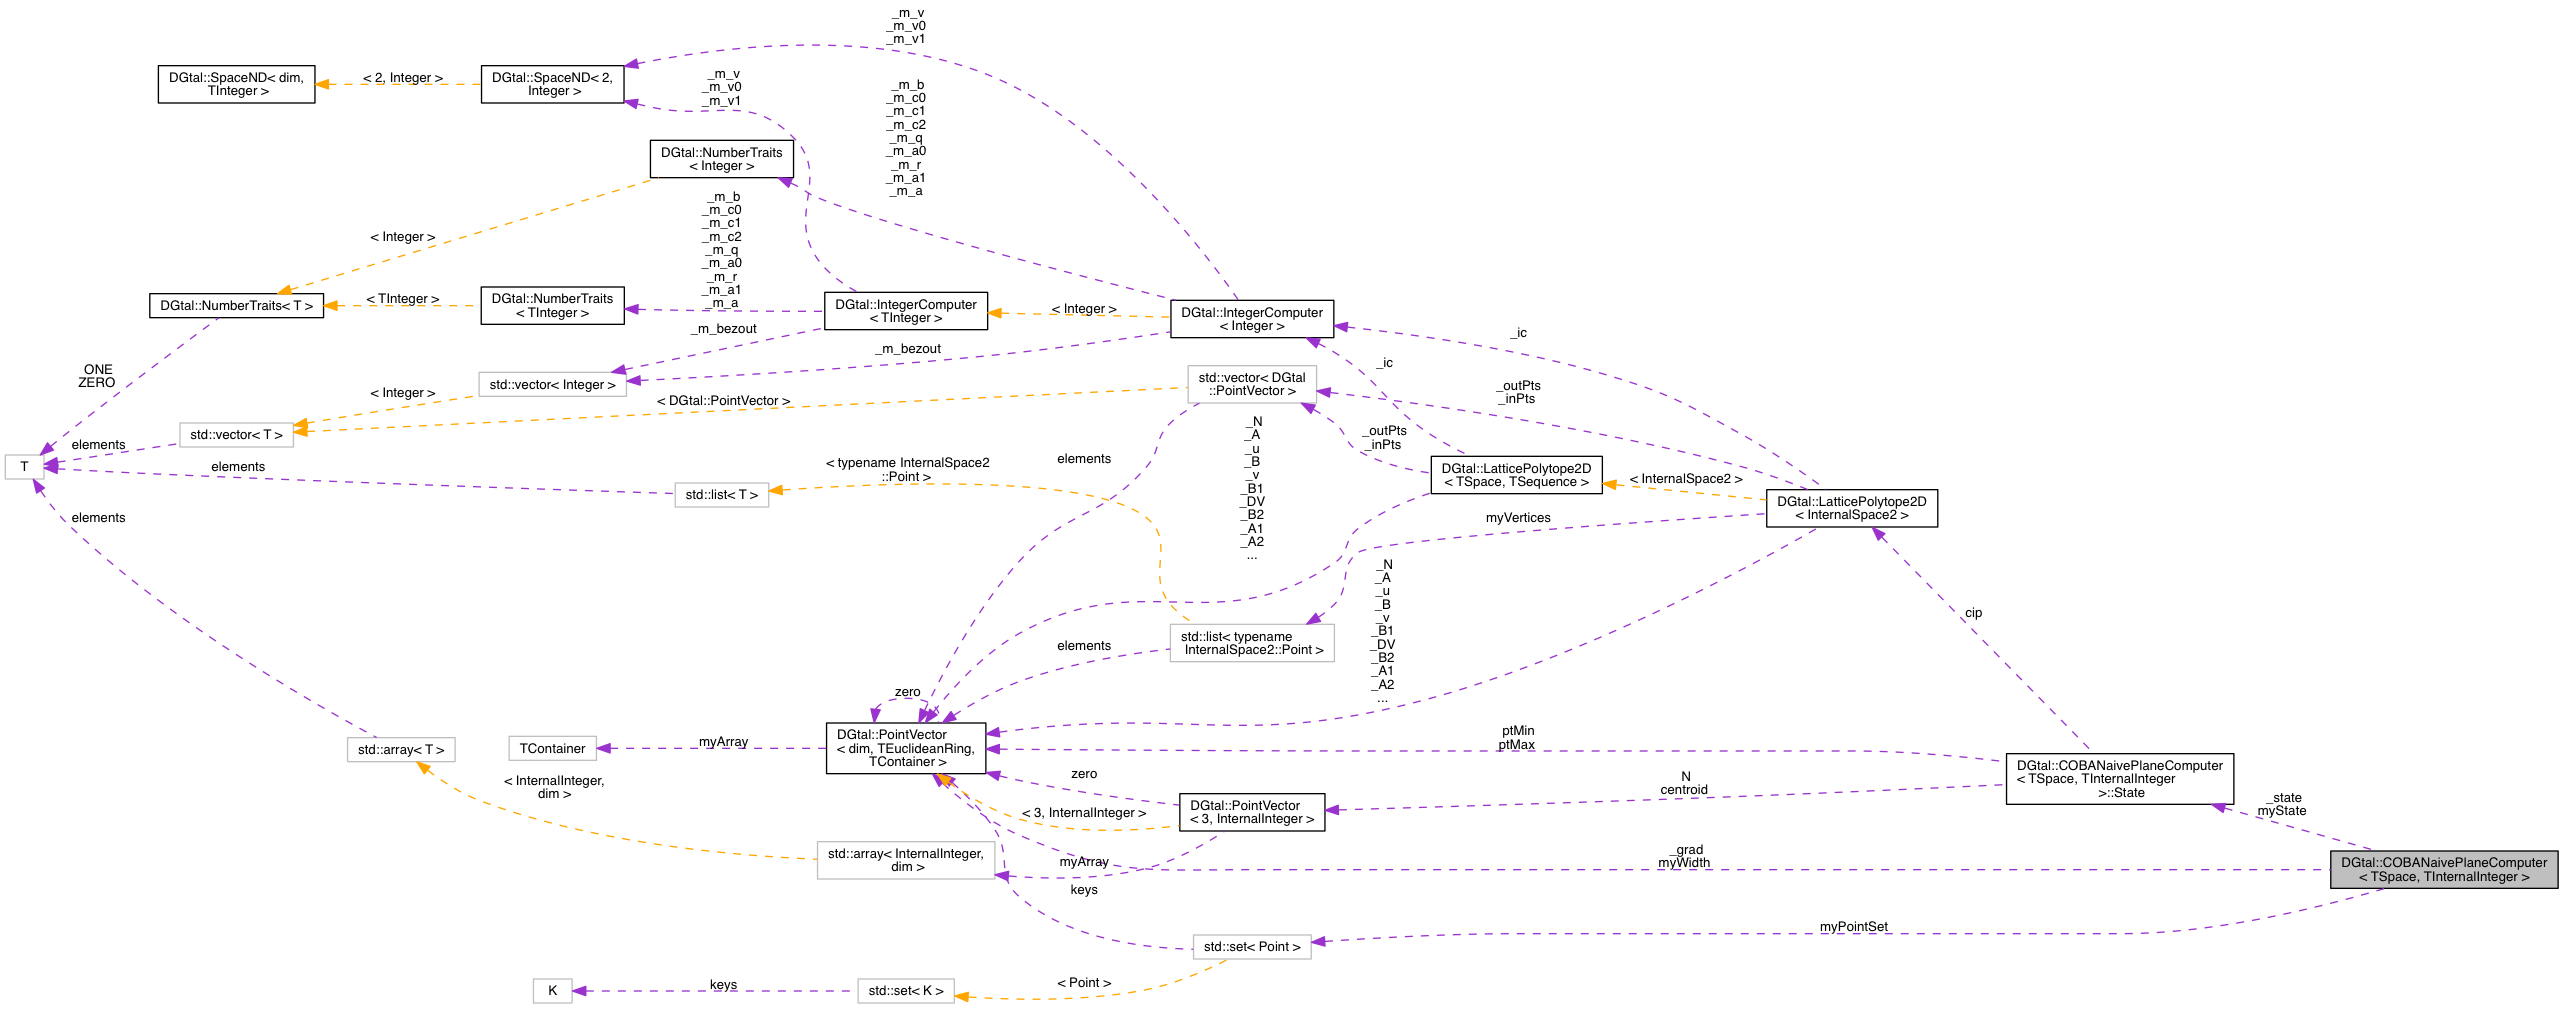 _m_v
_m_v0
_m_v1
DGtal::SpaceND< dim,
TInteger >
< 2, Integer >
DGtal::SpaceND< 2,
Integer >
_m_v
_m_v0
_m_v1
_m_b
_m_c0
_m_c1
_m_c2
_m_q
_m_a0
_m_r
_m_a1
_m_a
DGtal::NumberTraits
< Integer >
_m_b
_m_c0
_m_c1
_m_c2
_m_q
_m_a0
_m_r
_m_a1
_m_a
< Integer >
DGtal::NumberTraits< T >
< TInteger >
DGtal::NumberTraits
< TInteger >
DGtal::IntegerComputer
< TInteger >
< Integer >
DGtal::IntegerComputer
< Integer >
_ic
_m_bezout
_m_bezout
_ic
ONE
ZERO
std::vector< Integer >
< Integer >
std::vector< DGtal
::PointVector >
_outPts
_inPts
< DGtal::PointVector >
std::vector< T >
elements
T
elements
elements
std::list< T >
< typename InternalSpace2
::Point >
elements
_N
_A
_u
_B
_v
_B1
_DV
_B2
_A1
_A2
...
_outPts
_inPts
DGtal::LatticePolytope2D
< TSpace, TSequence >
< InternalSpace2 >
DGtal::LatticePolytope2D
< InternalSpace2 >
myVertices
_N
_A
_u
_B
_v
_B1
_DV
_B2
_A1
_A2
...
cip
std::list< typename
InternalSpace2::Point >
elements
zero
std::array< T >
TContainer
myArray
DGtal::PointVector
< dim, TEuclideanRing,
TContainer >
ptMin
ptMax
zero
N
centroid
DGtal::COBANaivePlaneComputer
< TSpace, TInternalInteger
>::State
< InternalInteger,
dim >
< 3, InternalInteger >
DGtal::PointVector
< 3, InternalInteger >
_state
myState
std::array< InternalInteger,
dim >
myArray
_grad
myWidth
DGtal::COBANaivePlaneComputer
< TSpace, TInternalInteger >
keys
myPointSet
std::set< Point >
K
keys
std::set< K >
< Point >